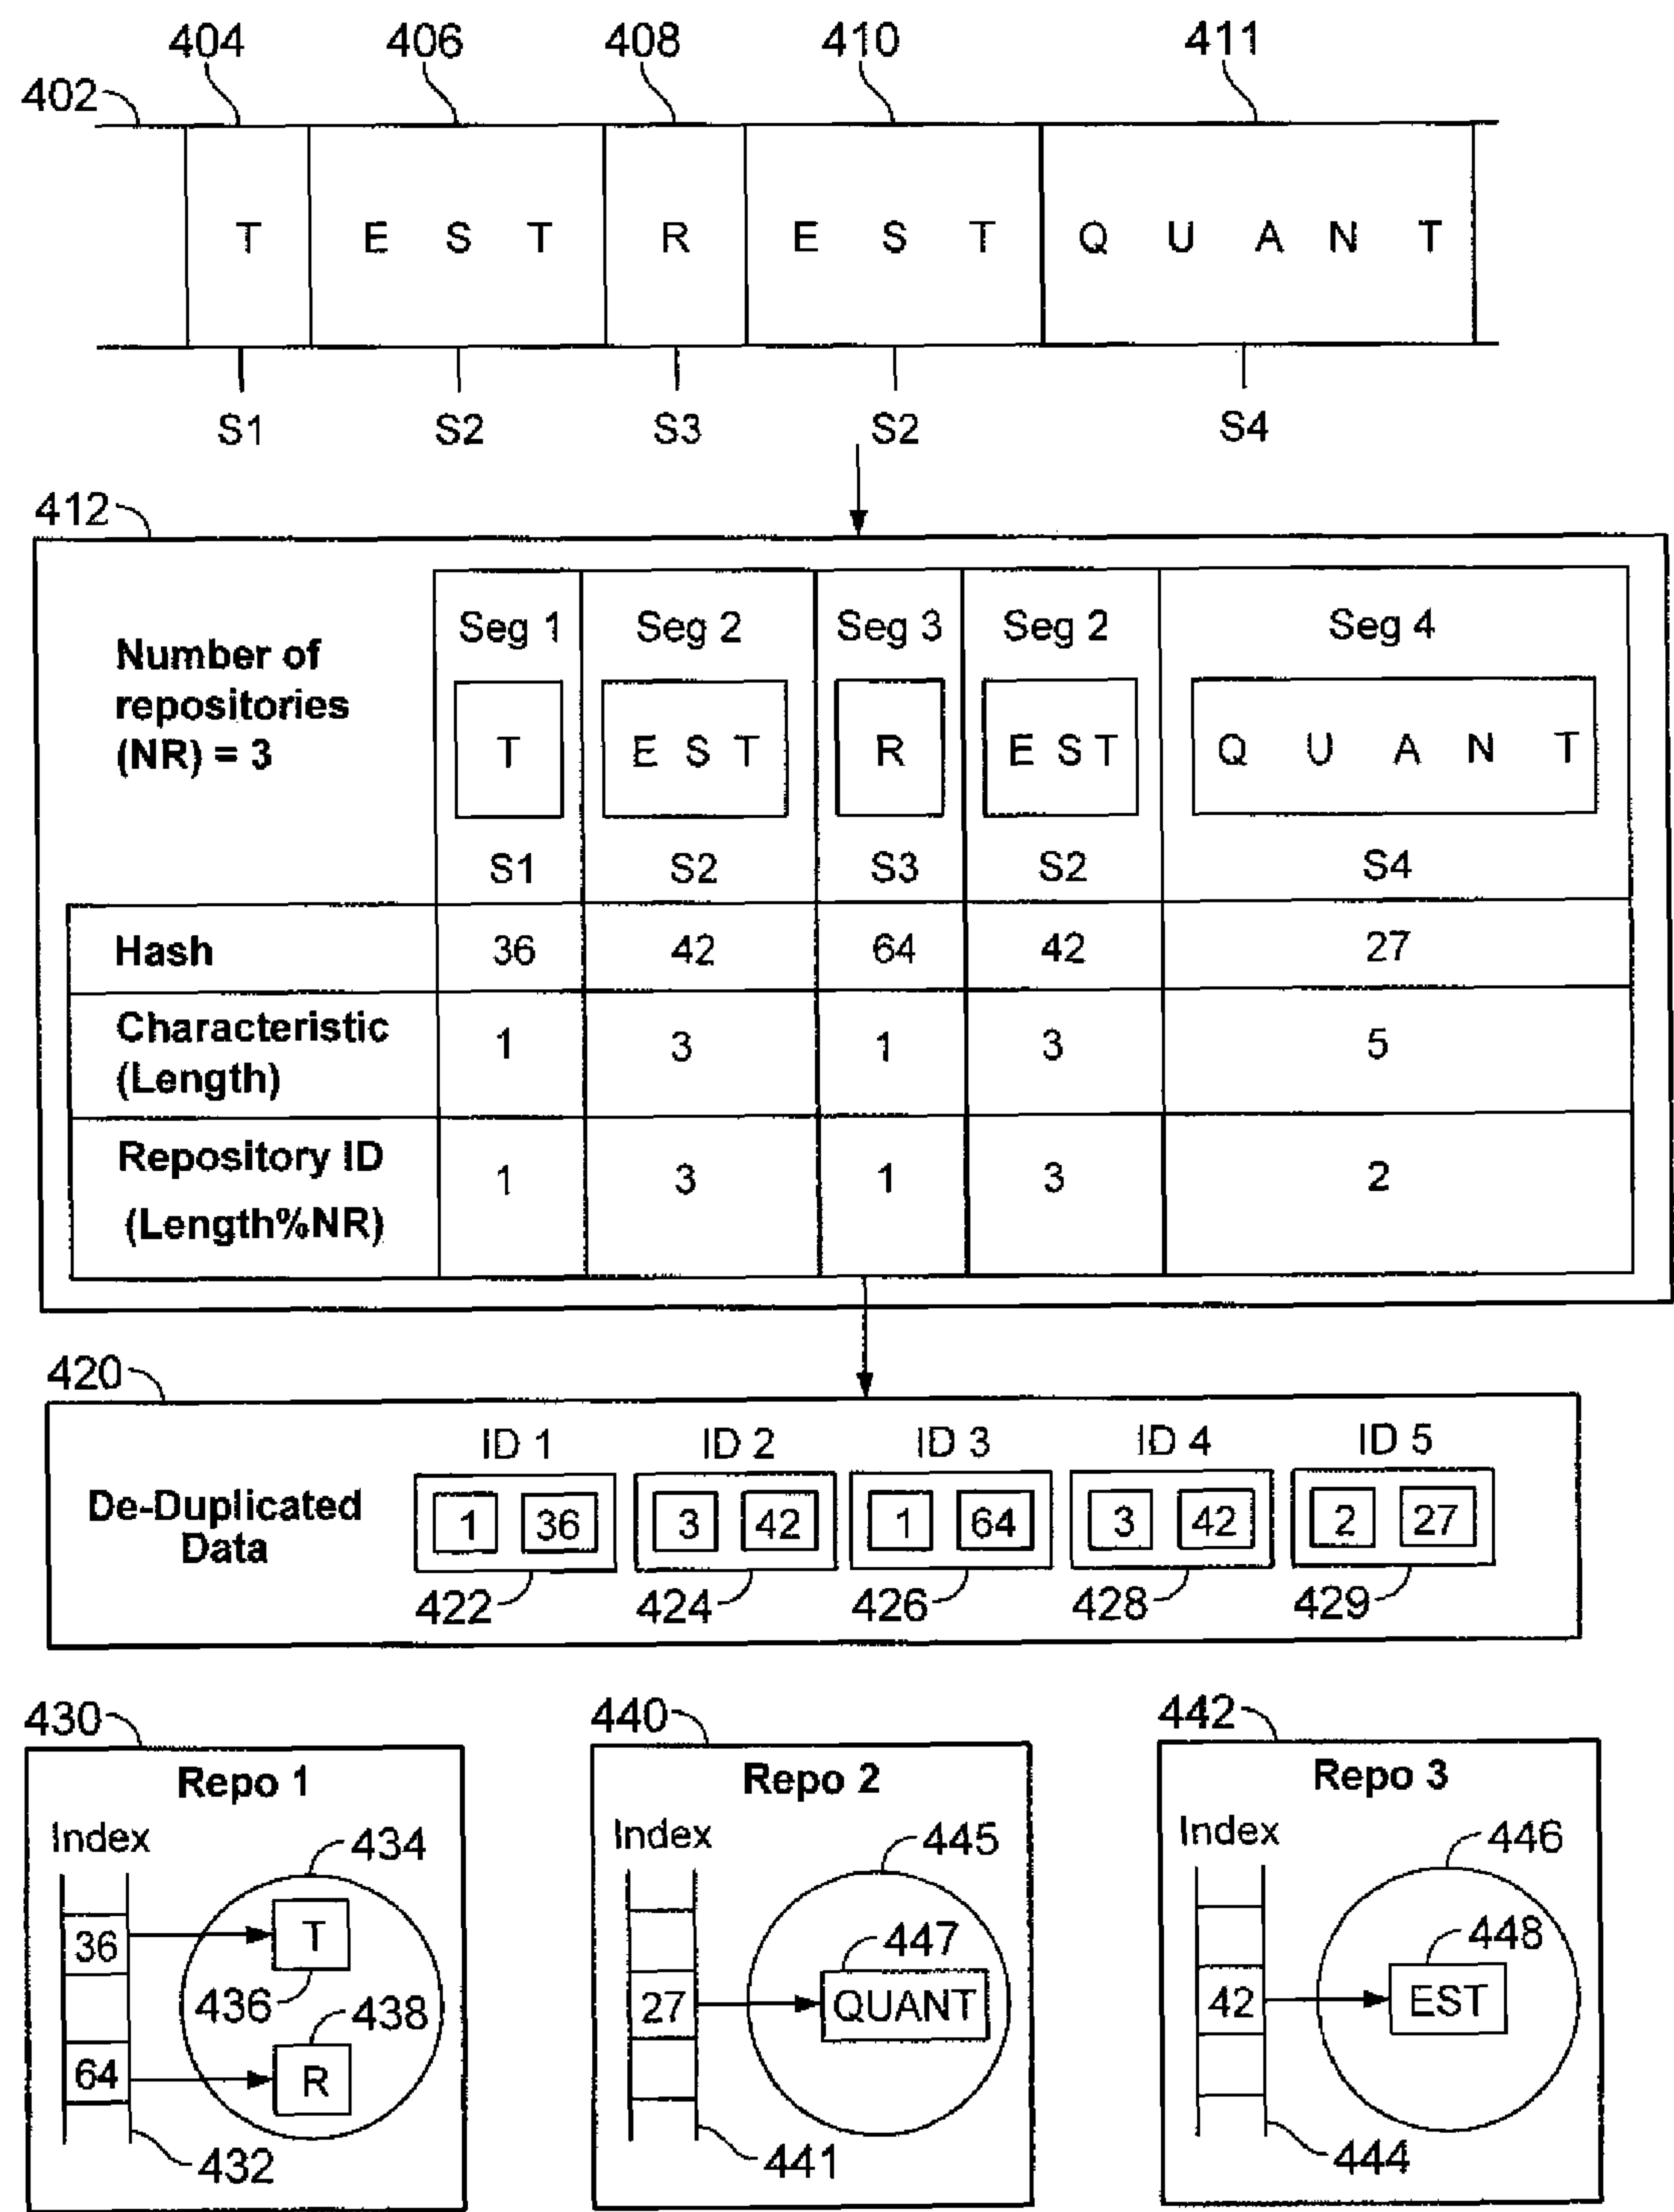 404 406 408 410 411
402
T E S T R E S T Q U A N T
S1 S2 S3 S2 S4
412
Seg 1 Seg 2 Seg 3 Seg 2 Seg 4
Number of
repositories
(NR) = 3
T E S T R E S T Q U A N T
S1 S2 S3 S2 S4
Hash 36 42 64 42 27
Characteristic
(Length) 1 3 1 3 5
Repository ID
(Length%NR) 1 3 1 3 2
420
ID 1 ID 2 ID 3 ID 4 ID 5
De-Duplicated
Data
1 36 3 42 1 64 3 42 2 27
422 424 426 428 429
430 440 442
Repo 1
Index 434
36 T
436
438
64 R
432
Repo 2
Index 445
447
27 QUANT
441
Repo 3
Index 446
448
42 EST
444